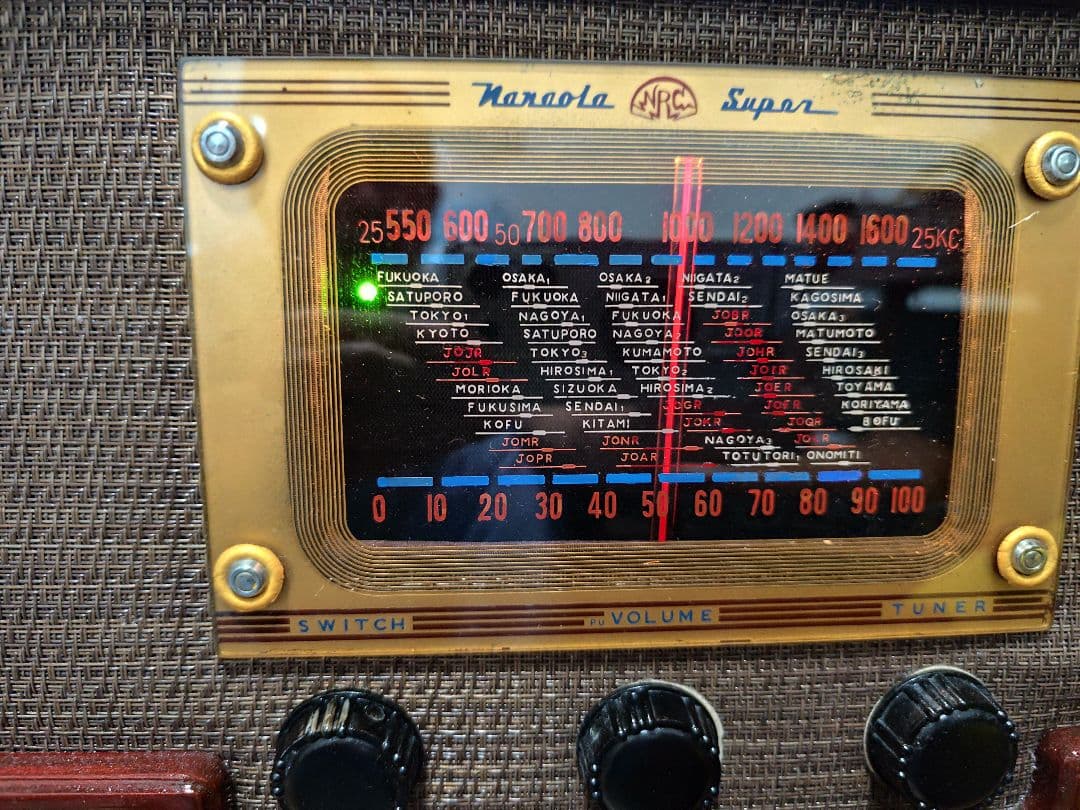 Nanaola NRC Super
25 550 600 50 700 800 1000 1200 1400 1600 25KC
FUKUOKA OSAKA1 OSAKA2 NIIGATA2 MATUE
SATUPORO FUKUOKA NIIGATA1 SENDAI2 KAGOSIMA
TOKYO1 NAGOYA1 FUKUOKA JOBR OSAKA3
KYOTO SATUPORO NAGOYA2 JOOR MATUMOTO
JOJR TOKYO3 KUMAMOTO JOHR SENDAI3
JOLR HIROSIMA1 TOKYO2 JOIR HIROSAKI
MORIOKA SIZUOKA HIROSIMA2 JOER TOYAMA
FUKUSIMA SENDAI1 JOGR JOFR KORIYAMA
KOFU KITAMI JOKR JOQR BOFU
JOMR JONR NAGOYA3
JOPR JOAR TOTUTORI1 ONOMITI
0 10 20 30 40 50 60 70 80 90 100
SWITCH PU VOLUME TUNER